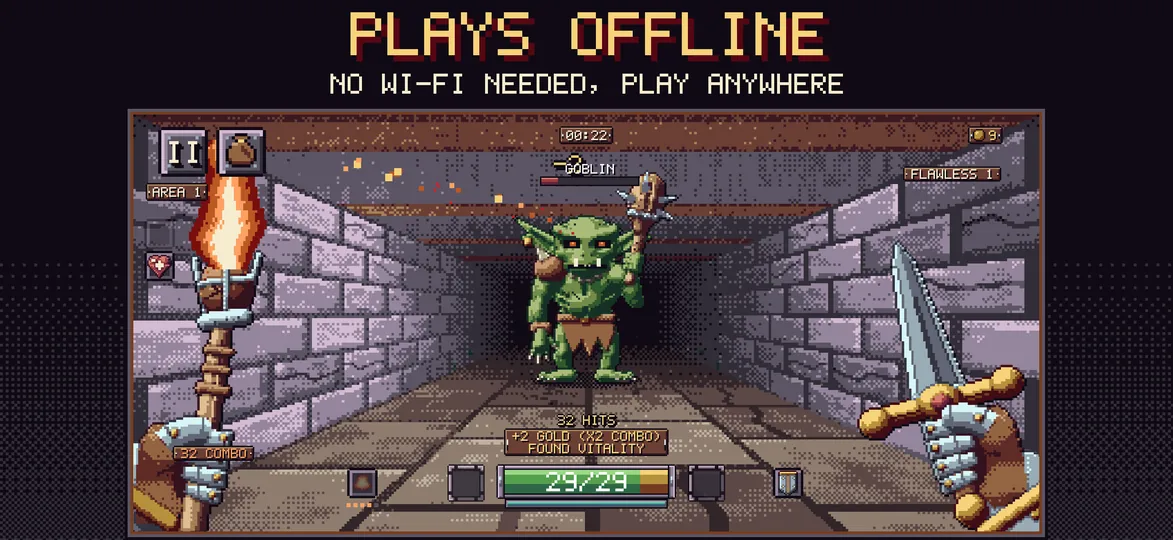 PLAYS OFFLINE
NO WI-FI NEEDED, PLAY ANYWHERE
00:22
9
GOBLIN
AREA 1
FLAWLESS 1
32 HITS
+2 GOLD (X2 COMBO)
FOUND VITALITY
32 COMBO
29/29